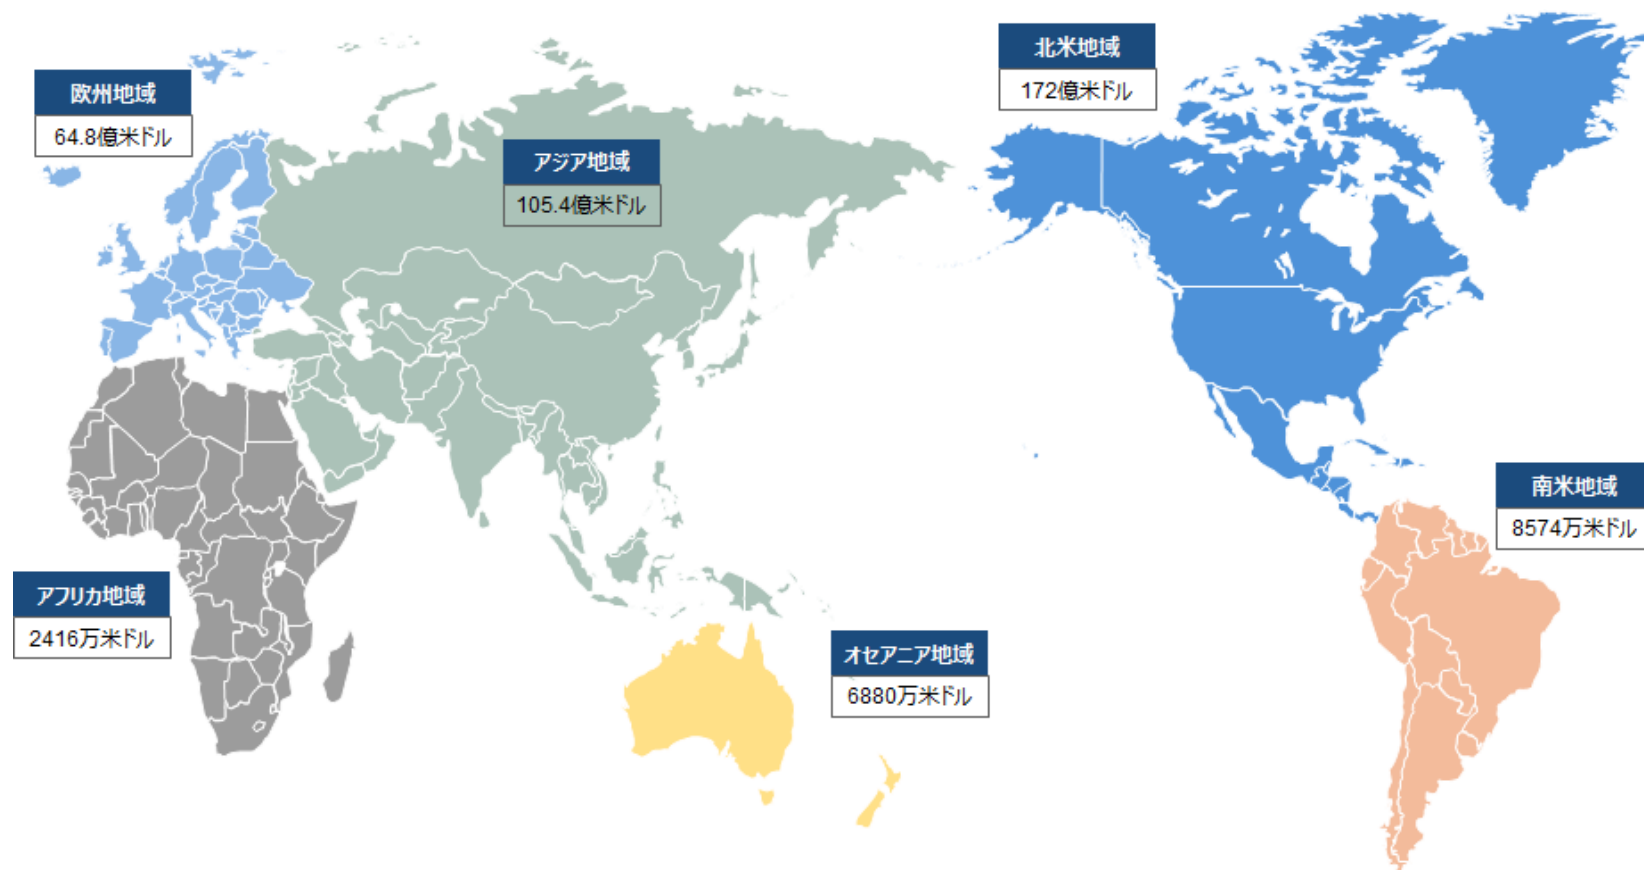 北米地域
172億米ドル
欧州地域
64.8億米ドル
アジア地域
105.4億米ドル
南米地域
8574万米ドル
アフリカ地域
2416万米ドル
オセアニア地域
6880万米ドル